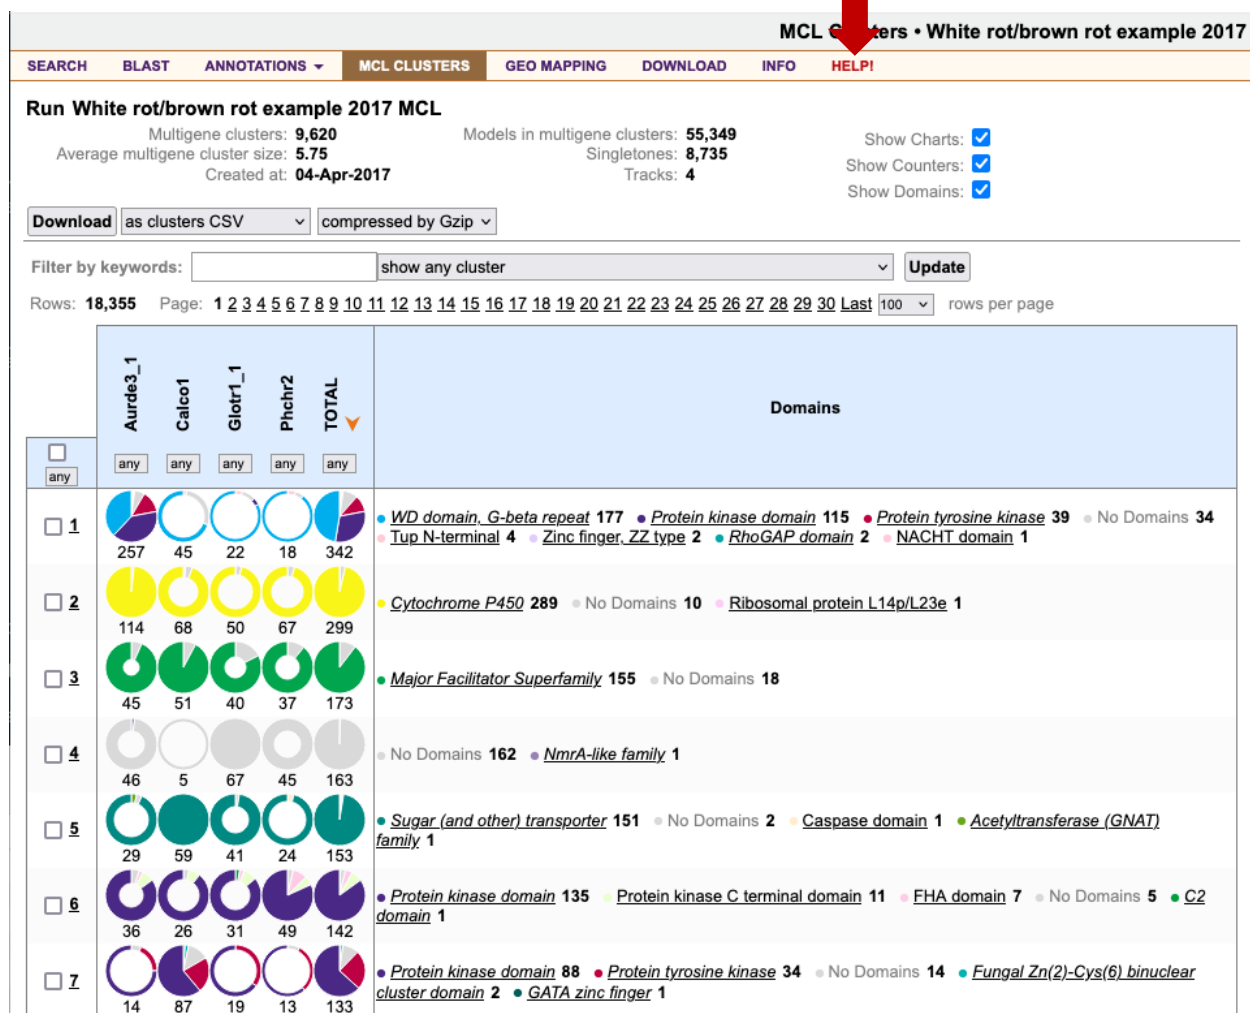 MCL Clusters • White rot/brown rot example 2017
SEARCH BLAST ANNOTATIONS MCL CLUSTERS GEO MAPPING DOWNLOAD INFO HELP!
Run White rot/brown rot example 2017 MCL
Multigene clusters: 9,620 Models in multigene clusters: 55,349 Show Charts:
Average multigene cluster size: 5.75 Singletones: 8,735 Show Counters:
Created at: 04-Apr-2017 Tracks: 4 Show Domains:
Download as clusters CSV compressed by Gzip
Filter by keywords: show any cluster Update
Rows: 18,355 Page: 1 2 3 4 5 6 7 8 9 10 11 12 13 14 15 16 17 18 19 20 21 22 23 24 25 26 27 28 29 30 Last 100 rows per page
Aurde3_1 Calco1 Glotr1_1 Phchr2 TOTAL Domains
any any any any any
any
1 WD domain, G-beta repeat 177 Protein kinase domain 115 Protein tyrosine kinase 39 No Domains 34
Tup N-terminal 4 Zinc finger, ZZ type 2 RhoGAP domain 2 NACHT domain 1
257 45 22 18 342
2 Cytochrome P450 289 No Domains 10 Ribosomal protein L14p/L23e 1
114 68 50 67 299
3 Major Facilitator Superfamily 155 No Domains 18
45 51 40 37 173
4 No Domains 162 NmrA-like family 1
46 5 67 45 163
5 Sugar (and other) transporter 151 No Domains 2 Caspase domain 1 Acetyltransferase (GNAT)
family 1
29 59 41 24 153
6 Protein kinase domain 135 Protein kinase C terminal domain 11 FHA domain 7 No Domains 5 C2
domain 1
36 26 31 49 142
7 Protein kinase domain 88 Protein tyrosine kinase 34 No Domains 14 Fungal Zn(2)-Cys(6) binuclear
cluster domain 2 GATA zinc finger 1
14 87 19 13 133